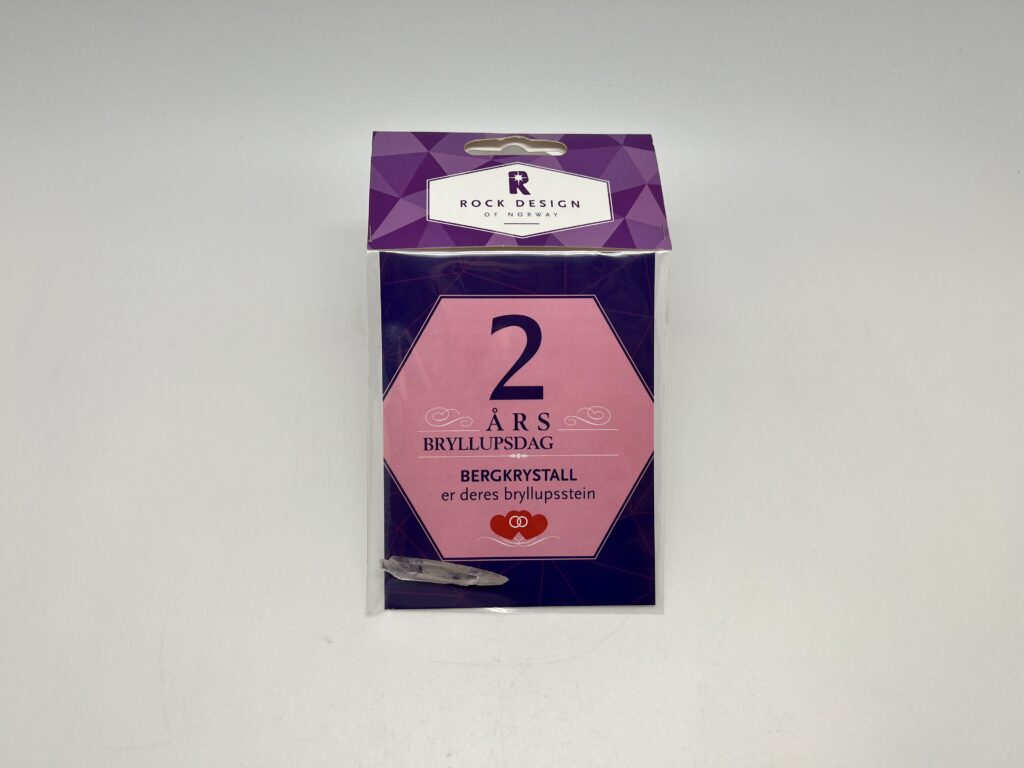 R
ROCK DESIGN
OF NORWAY
2
ÅRS
BRYLLUPSDAG
BERGKRYSTALL
er deres bryllupsstein